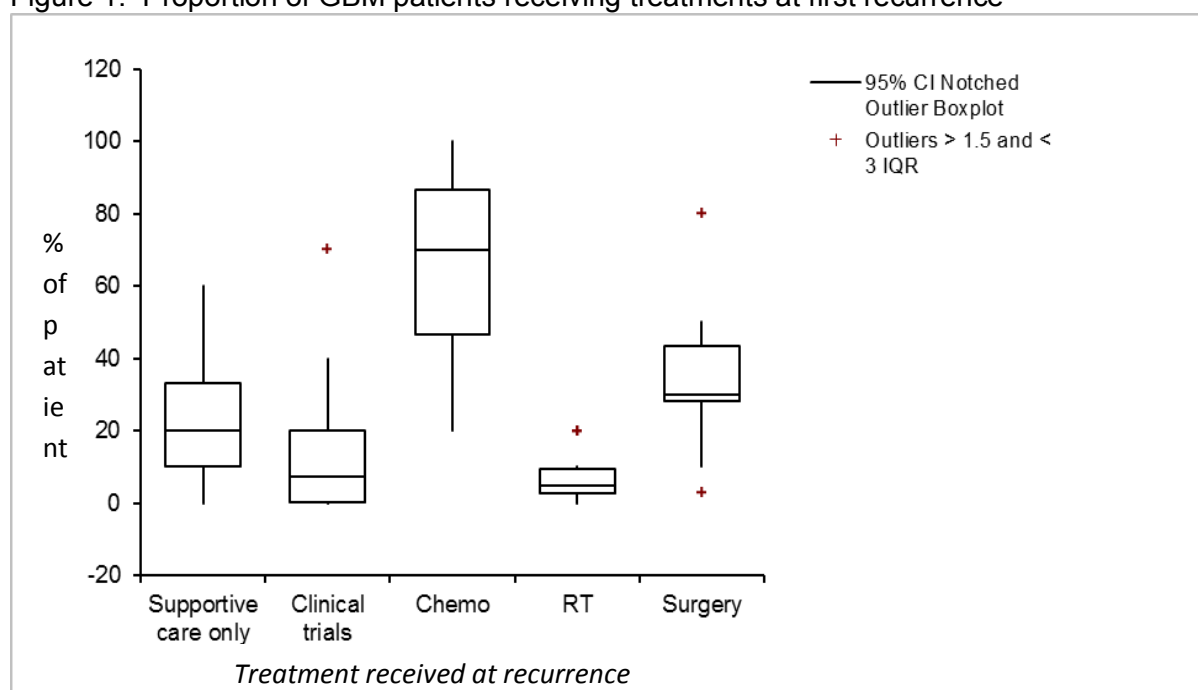 Figure 1: Proportion of GBM patients receiving treatments at first recurrence
120
100
80
60
40
20
0
-20
%
of
p
at
ie
nt
Supportive
care only
Clinical
trials
Chemo
RT
Surgery
Treatment received at recurrence
95% CI Notched
Outlier Boxplot
Outliers > 1.5 and <
3 IQR